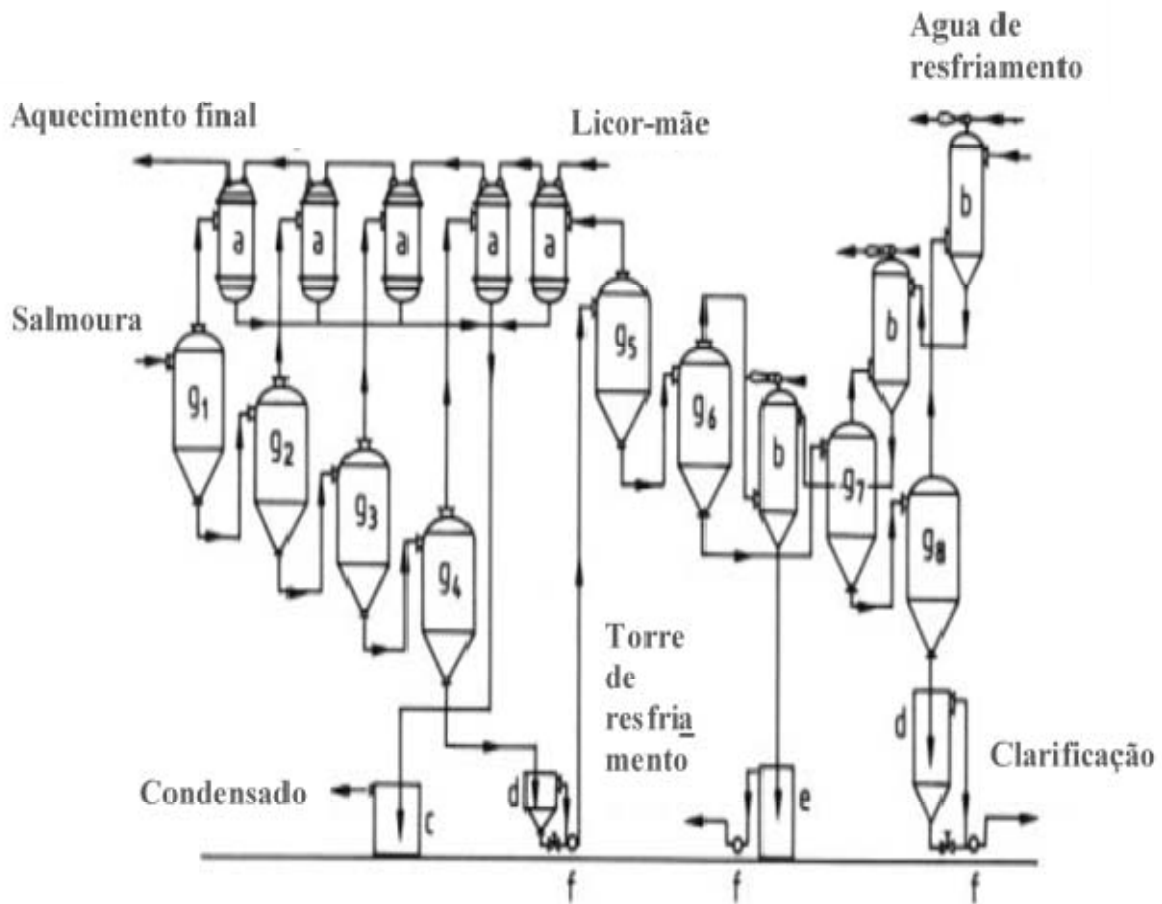 Agua de
resfriamento
Aquecimento final
Licor-mãe
b
a a a a a
Salmoura
b
g5
g1
g6
g2
b
g7
g3
g8
g4
Torre
de
resfria
mento
d
Clarificação
Condensado
d
e
c
f f f